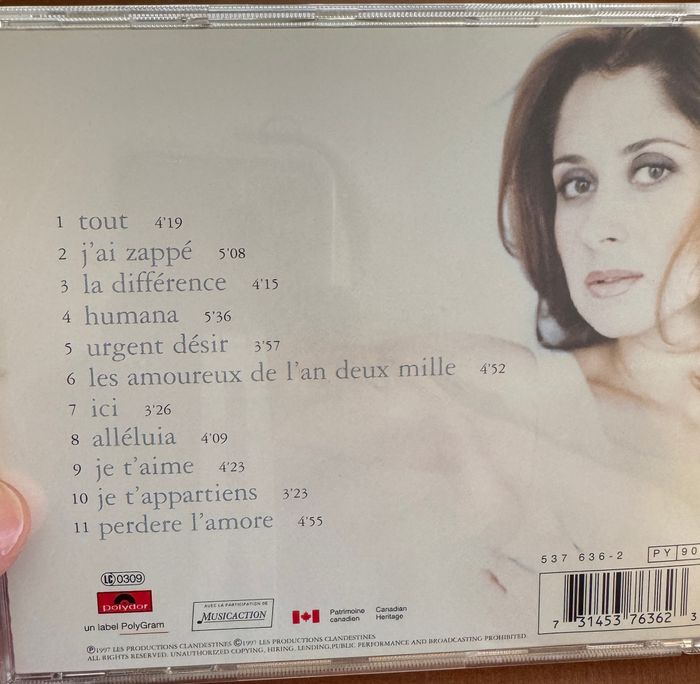 1 tout 4'19
2 j'ai zappé 5'08
3 la différence 4'15
4 humana 5'36
5 urgent désir 3'57
6 les amoureux de l'an deux mille 4'52
7 ici 3'26
8 alléluia 4'09
9 je t'aime 4'23
10 je t'appartiens 3'23
11 perdere l'amore 4'55
LC 0309
polydor
un label PolyGram
AVEC LA PARTICIPATION DE
MUSICACTION
Patrimoine canadien
Canadian Heritage
537 636-2 PY 90
7 31453 76362 3
℗1997 LES PRODUCTIONS CLANDESTINES ©1997 LES PRODUCTIONS CLANDESTINES
ALL RIGHTS RESERVED. UNAUTHORIZED COPYING, HIRING, LENDING,PUBLIC PERFORMANCE AND BROADCASTING PROHIBITED.